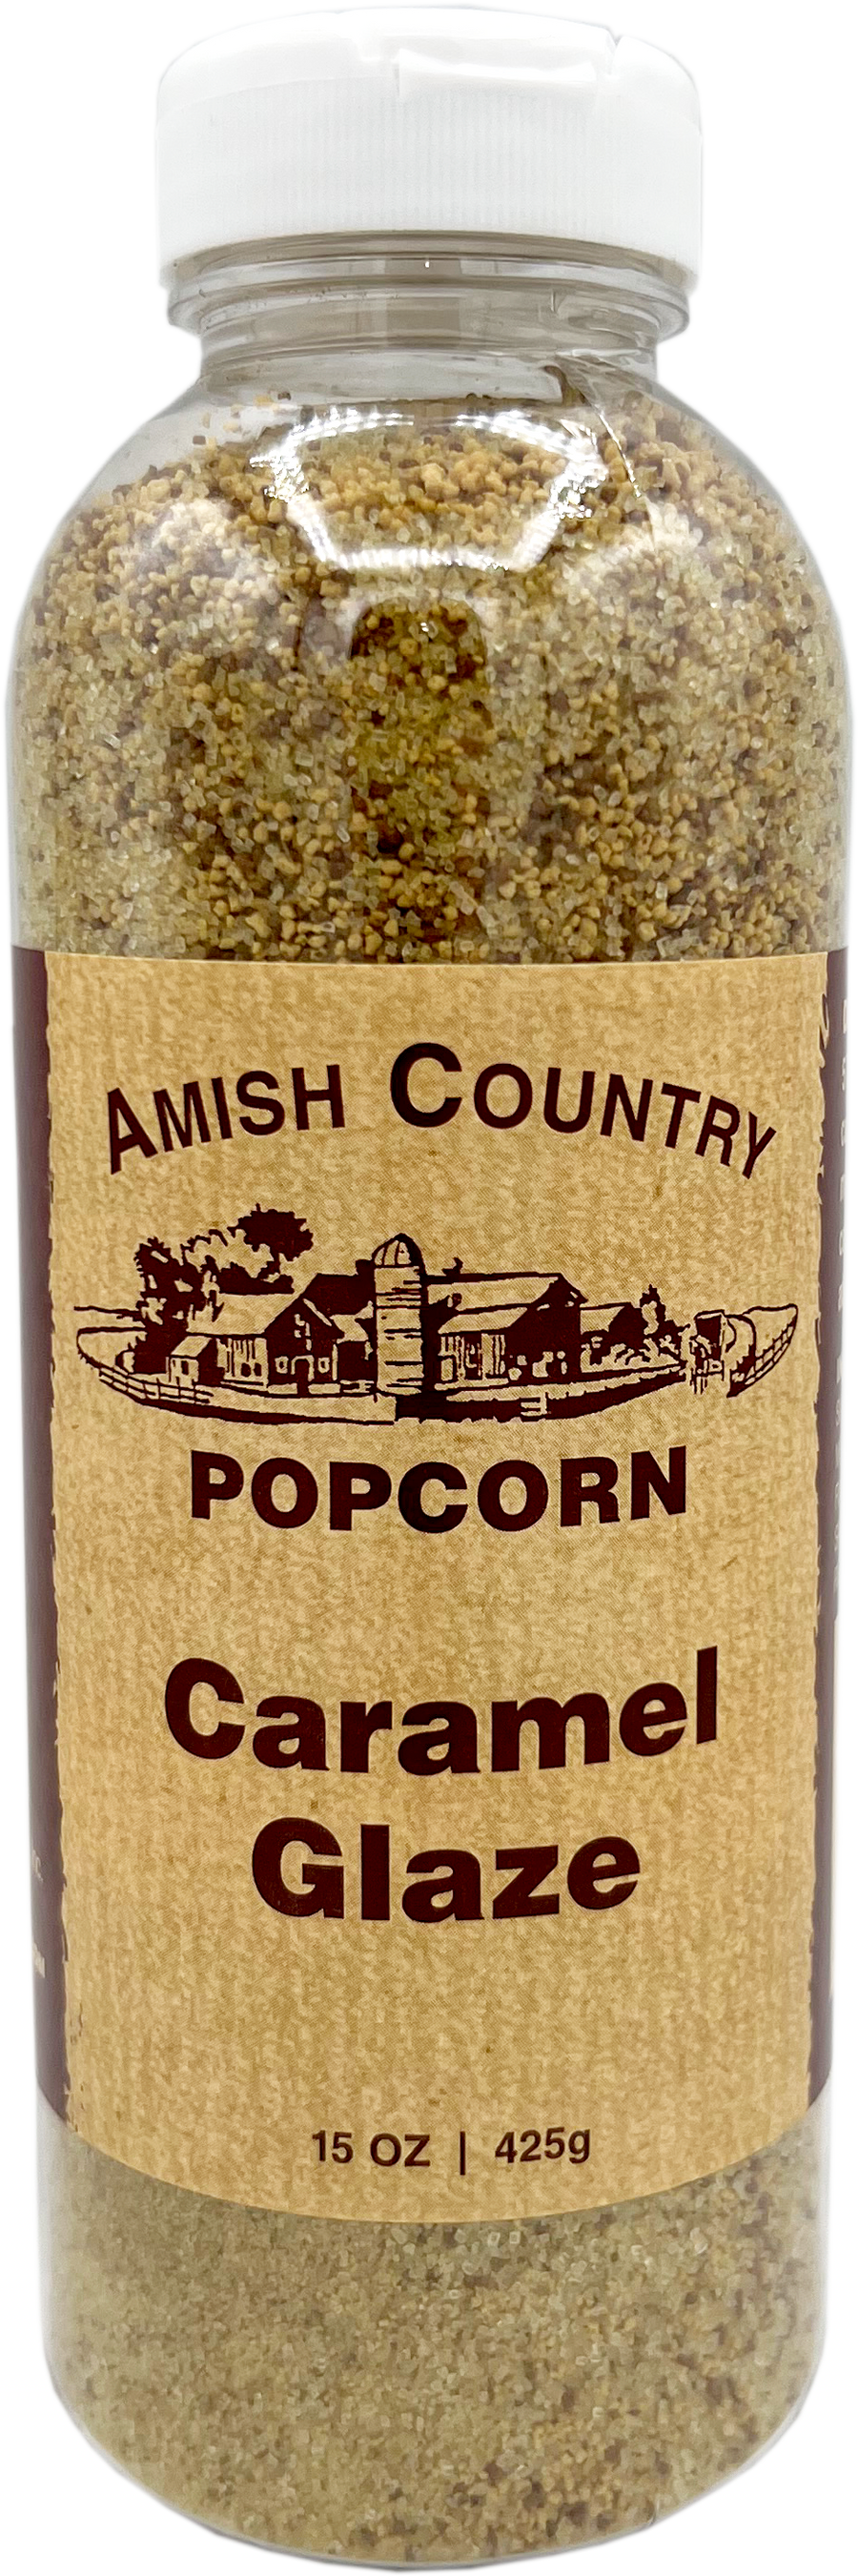 AMISH COUNTRY
POPCORN
Caramel
Glaze
15 OZ | 425g